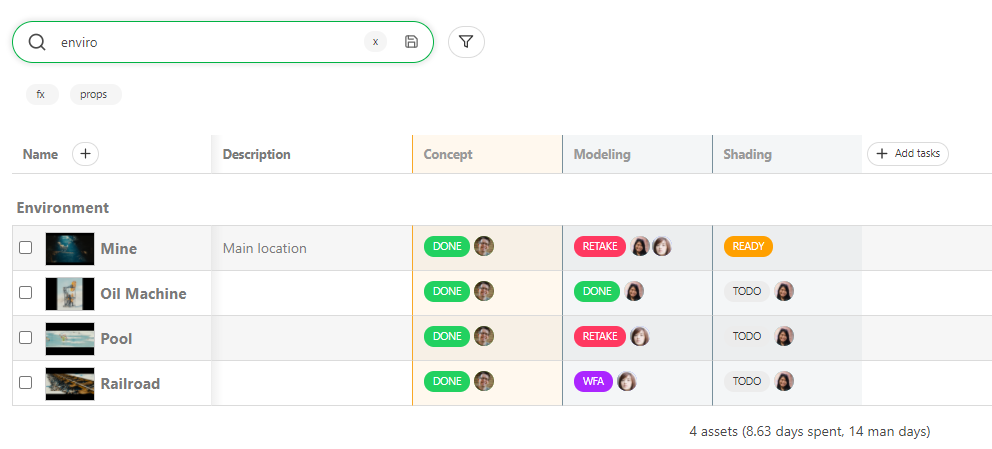 enviro x
fx props
Name Description Concept Modeling Shading Add tasks
Environment
Mine Main location DONE RETAKE READY
Oil Machine DONE DONE TODO
Pool DONE RETAKE TODO
Railroad DONE WFA TODO
4 assets (8.63 days spent, 14 man days)